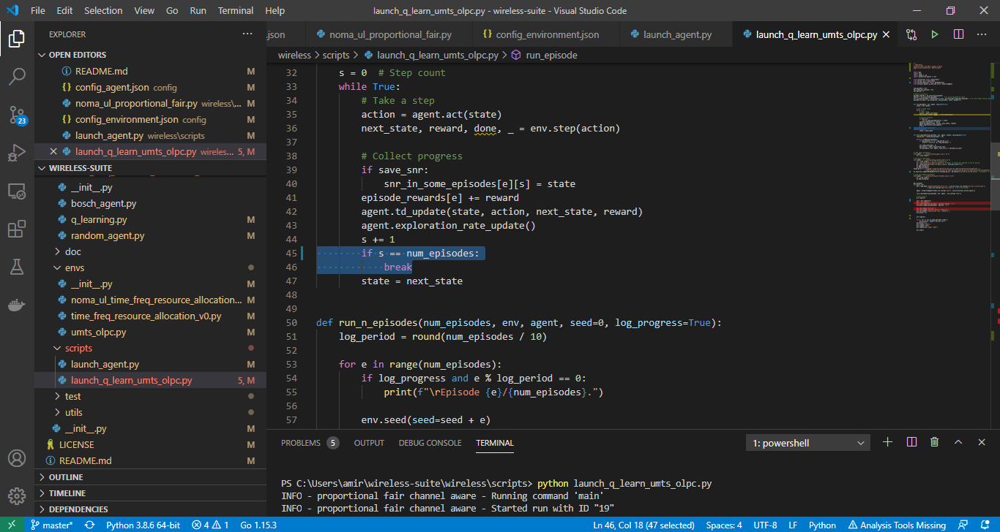 File Edit Selection View Go Run Terminal Help launch_q_learn_umts_olpc.py - wireless-suite - Visual Studio Code
EXPLORER
OPEN EDITORS
README.md M
config_agent.json config M
noma_ul_proportional_fair.py wireless\... M
config_environment.json config M
launch_agent.py wireless\scripts M
launch_q_learn_umts_olpc.py wireles... 5, M
WIRELESS-SUITE
__init__.py M
bosch_agent.py
q_learning.py M
random_agent.py M
doc
envs
__init__.py M
noma_ul_time_freq_resource_allocation... M
time_freq_resource_allocation_v0.py M
umts_olpc.py M
scripts
launch_agent.py M
launch_q_learn_umts_olpc.py 5, M
test
utils
__init__.py M
LICENSE M
README.md M
OUTLINE
TIMELINE
DEPENDENCIES
23
.json noma_ul_proportional_fair.py config_environment.json launch_agent.py launch_q_learn_umts_olpc.py
wireless > scripts > launch_q_learn_umts_olpc.py > run_episode
32 s = 0 # Step count
33 while True:
34 # Take a step
35 action = agent.act(state)
36 next_state, reward, done, _ = env.step(action)
37
38 # Collect progress
39 if save_snr:
40 snr_in_some_episodes[e][s] = state
41 episode_rewards[e] += reward
42 agent.td_update(state, action, next_state, reward)
43 agent.exploration_rate_update()
44 s += 1
45 if s == num_episodes:
46 break
47 state = next_state
48
49
50 def run_n_episodes(num_episodes, env, agent, seed=0, log_progress=True):
51 log_period = round(num_episodes / 10)
52
53 for e in range(num_episodes):
54 if log_progress and e % log_period == 0:
55 print(f"\rEpisode {e}/{num_episodes}.")
56
57 env.seed(seed=seed + e)
PROBLEMS 5 OUTPUT DEBUG CONSOLE TERMINAL 1: powershell
PS C:\Users\amir\wireless-suite\wireless\scripts> python launch_q_learn_umts_olpc.py
INFO - proportional fair channel aware - Running command 'main'
INFO - proportional fair channel aware - Started run with ID "19"
master* Python 3.8.6 64-bit 4 1 Go 1.15.3 Ln 46, Col 18 (47 selected) Spaces: 4 UTF-8 LF Python Analysis Tools Missing